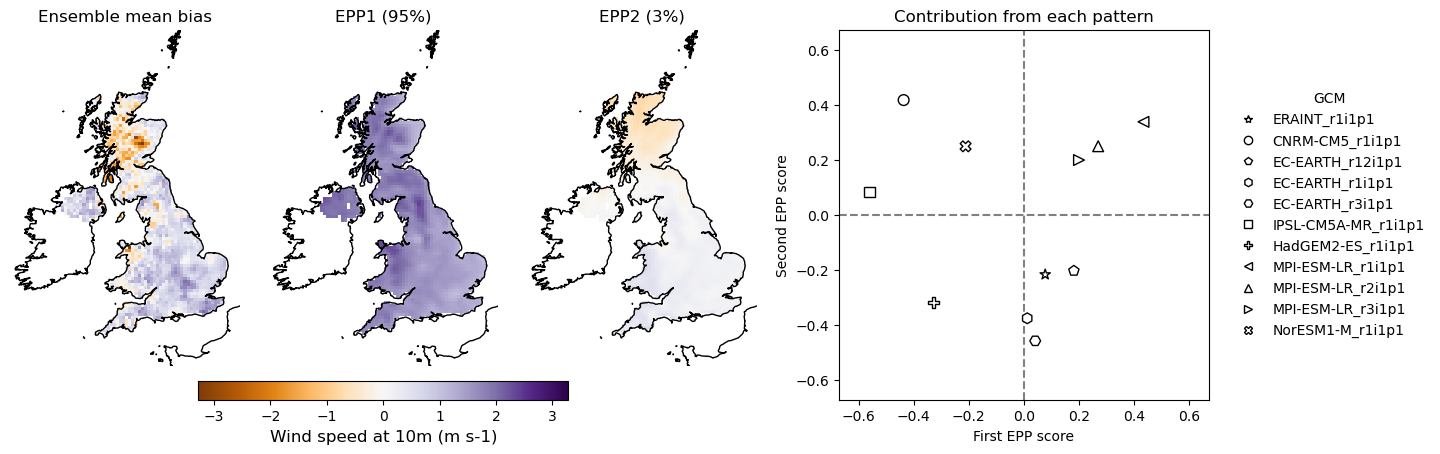 Ensemble mean bias
EPP1 (95%)
EPP2 (3%)
−3 −2 −1 0 1 2 3
Wind speed at 10m (m s-1)
Contribution from each pattern
Second EPP score
0.6
0.4
0.2
0.0
−0.2
−0.4
−0.6
−0.6 −0.4 −0.2 0.0 0.2 0.4 0.6
First EPP score
GCM
ERAINT_r1i1p1
CNRM-CM5_r1i1p1
EC-EARTH_r12i1p1
EC-EARTH_r1i1p1
EC-EARTH_r3i1p1
IPSL-CM5A-MR_r1i1p1
HadGEM2-ES_r1i1p1
MPI-ESM-LR_r1i1p1
MPI-ESM-LR_r2i1p1
MPI-ESM-LR_r3i1p1
NorESM1-M_r1i1p1